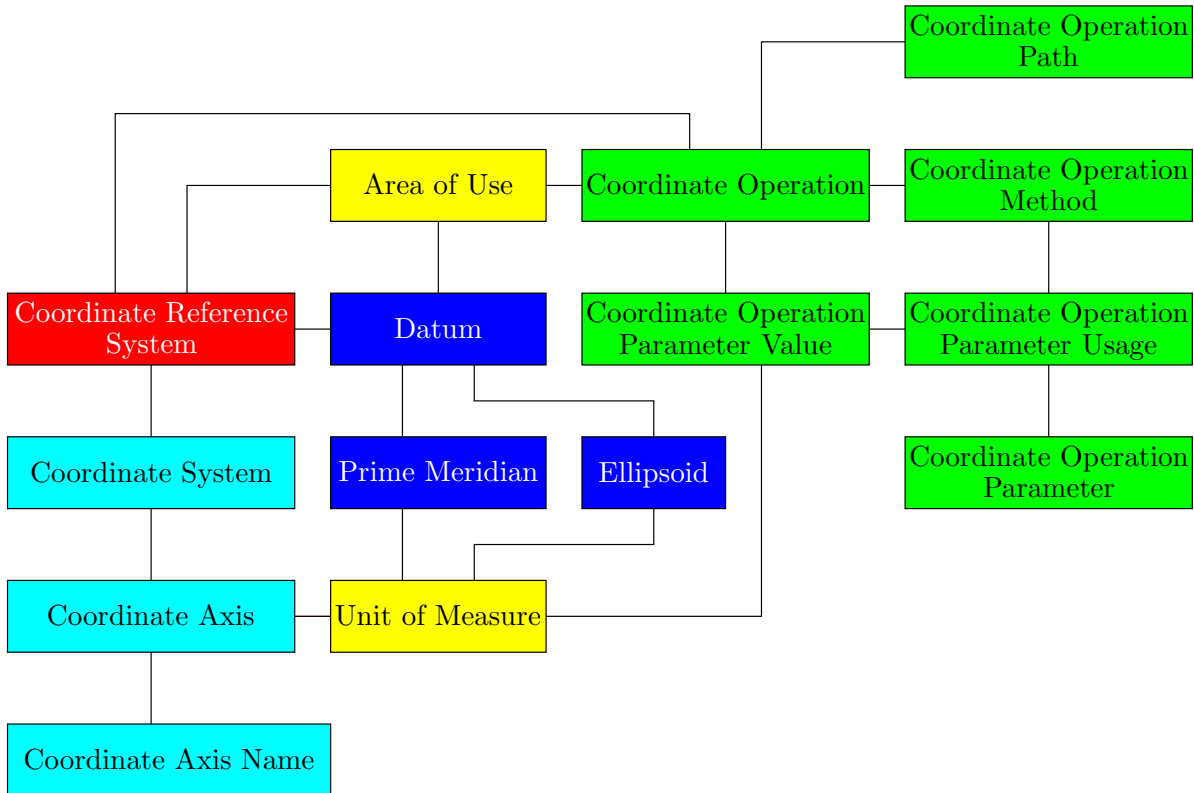 Coordinate Operation
Path
Area of Use
Coordinate Operation
Coordinate Operation
Method
Coordinate Reference
System
Datum
Coordinate Operation
Parameter Value
Coordinate Operation
Parameter Usage
Coordinate System
Prime Meridian
Ellipsoid
Coordinate Operation
Parameter
Coordinate Axis
Unit of Measure
Coordinate Axis Name